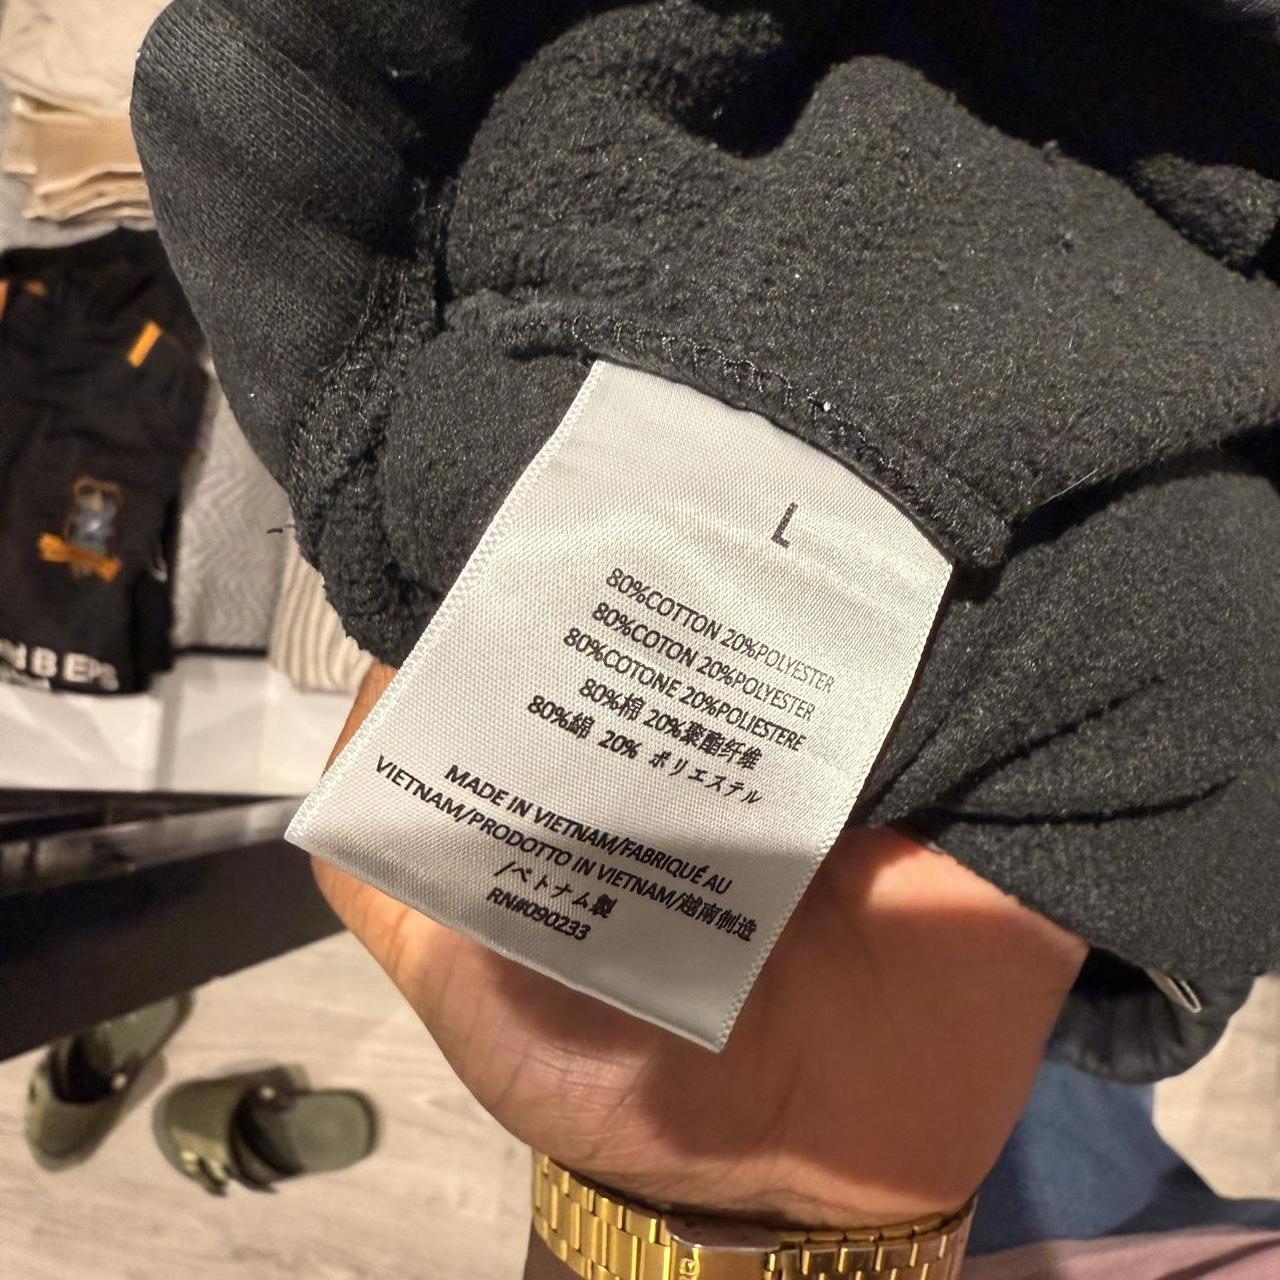 L
80%COTTON 20%POLYESTER
80%COTON 20%POLYESTER
80%COTONE 20%POLIESTERE
80%棉 20%聚酯纤维
80%綿 20% ポリエステル
MADE IN VIETNAM/FABRIQUÉ AU
VIETNAM/PRODOTTO IN VIETNAM/越南制造
/ベトナム製
RN#090233